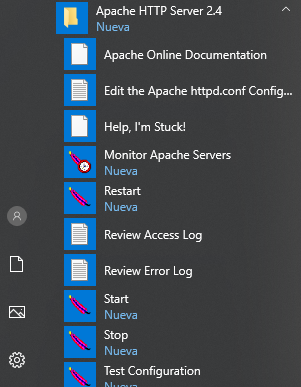 Apache HTTP Server 2.4
Nueva
Apache Online Documentation
Edit the Apache httpd.conf Config...
Help, I'm Stuck!
Monitor Apache Servers
Nueva
Restart
Nueva
Review Access Log
Review Error Log
Start
Nueva
Stop
Nueva
Test Configuration
Nueva